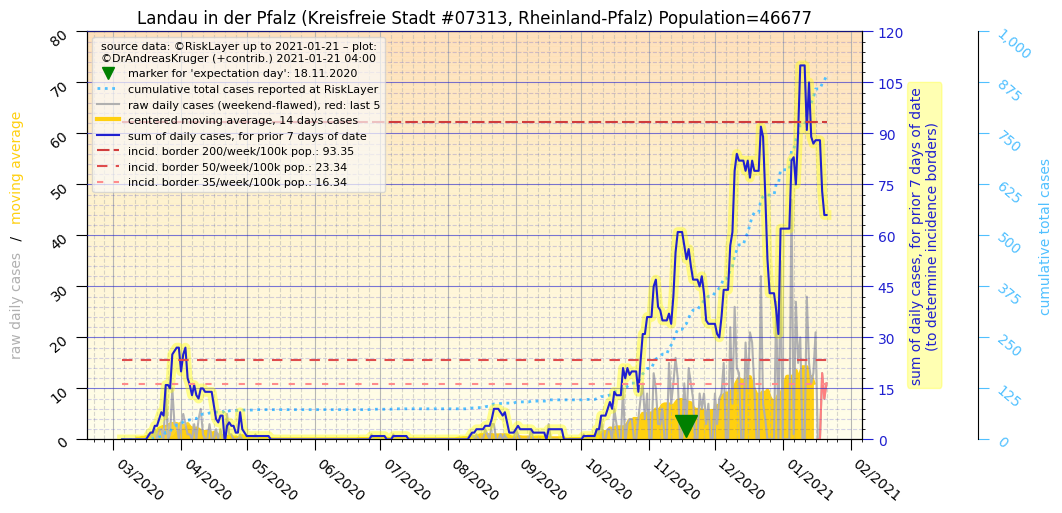 Landau in der Pfalz (Kreisfreie Stadt #07313, Rheinland-Pfalz) Population=46677
source data: ©RiskLayer up to 2021-01-21 – plot:
©DrAndreasKruger (+contrib.) 2021-01-21 04:00
marker for 'expectation day': 18.11.2020
cumulative total cases reported at RiskLayer
raw daily cases (weekend-flawed), red: last 5
centered moving average, 14 days cases
sum of daily cases, for prior 7 days of date
incid. border 200/week/100k pop.: 93.35
incid. border 50/week/100k pop.: 23.34
incid. border 35/week/100k pop.: 16.34
raw daily cases / moving average
80
70
60
50
40
30
20
10
0
03/2020
04/2020
05/2020
06/2020
07/2020
08/2020
09/2020
10/2020
11/2020
12/2020
01/2021
02/2021
120
105
90
75
60
45
30
15
0
sum of daily cases, for prior 7 days of date
(to determine incidence borders)
1,000
875
750
625
500
375
250
125
0
cumulative total cases